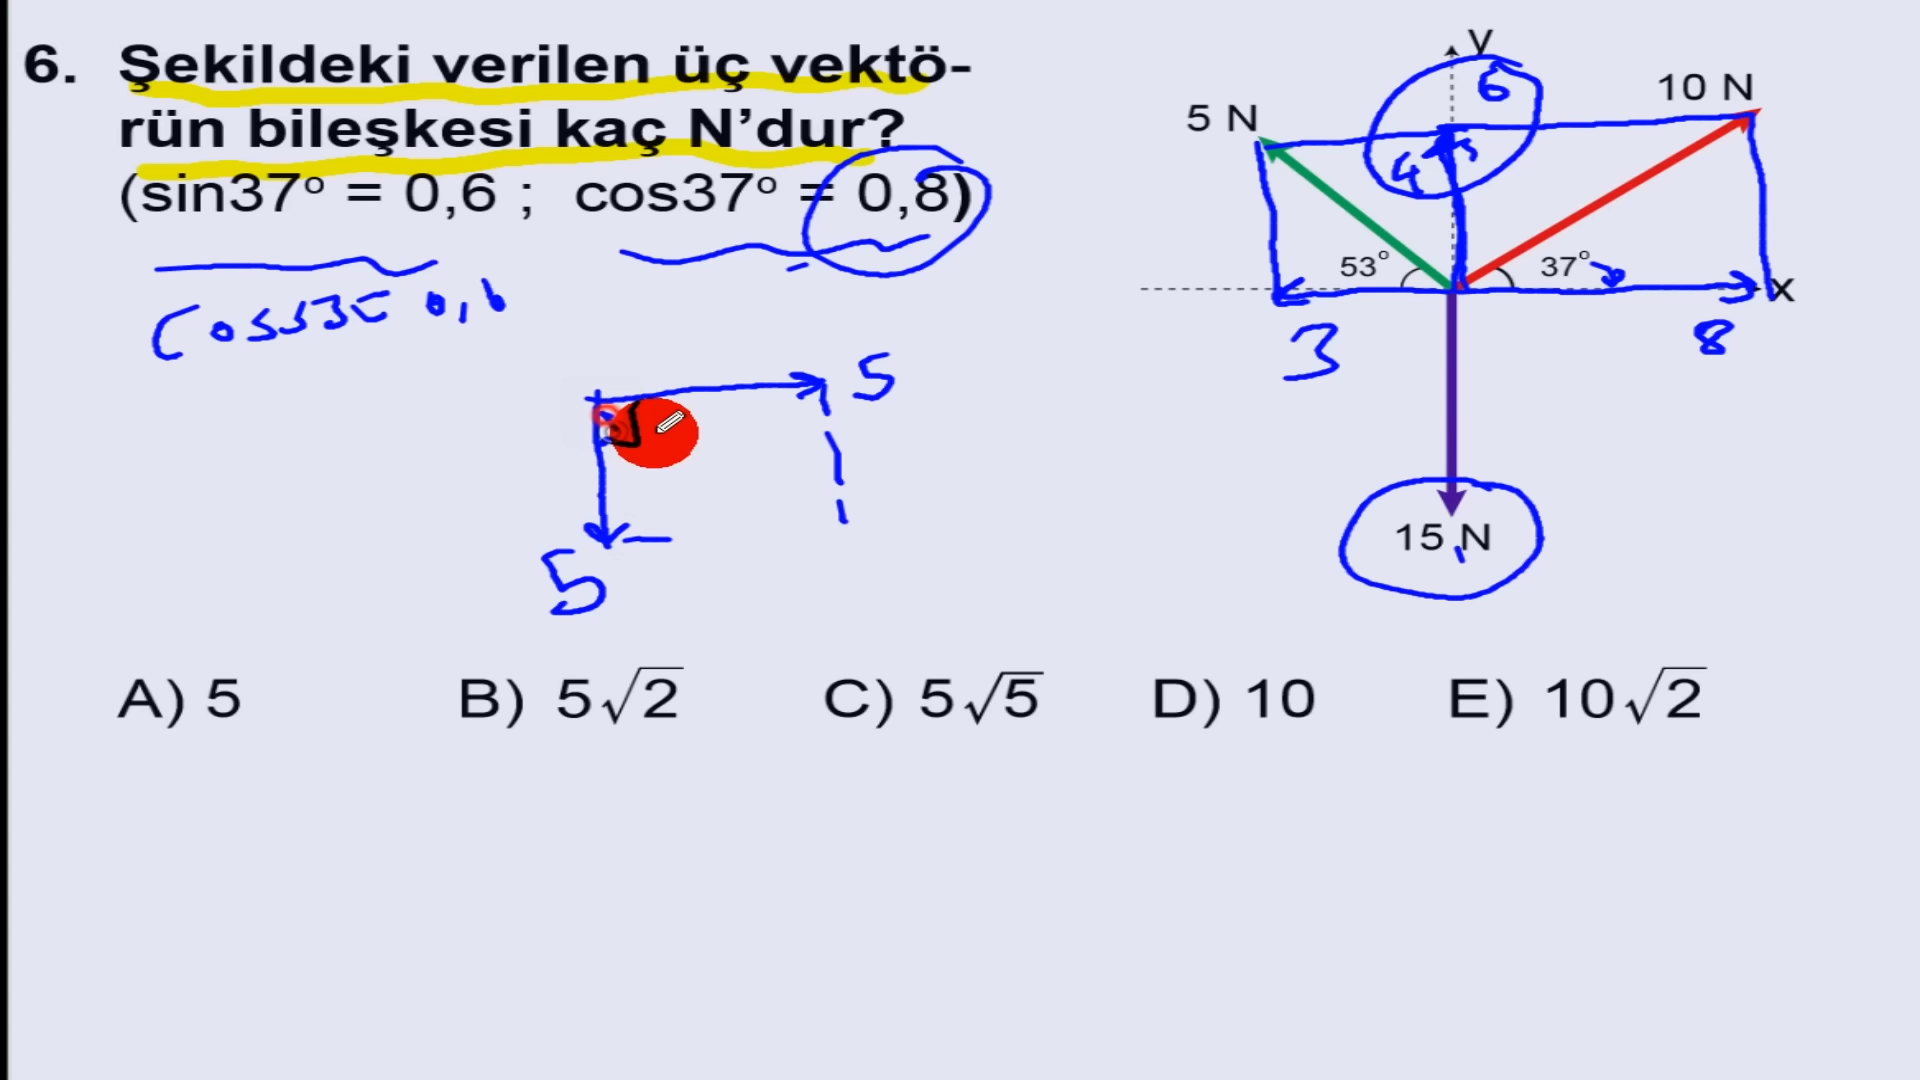 6. Şekildeki verilen üç vektö-
rün bileşkesi kaç N’dur?
(sin37° = 0,6 ; cos37° = 0,8)
Cos53= 0,6
5
5
y
6
5 N
10 N
4
53°
37°
x
3
8
15 N
A) 5 B) 5√2 C) 5√5 D) 10 E) 10√2